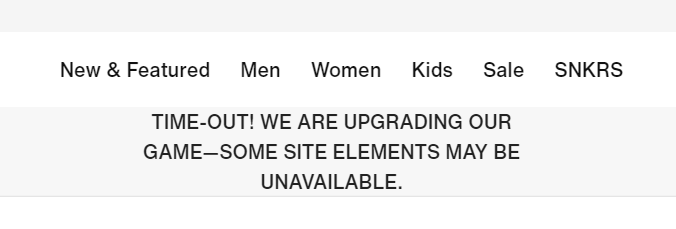 New & Featured Men Women Kids Sale SNKRS
TIME-OUT! WE ARE UPGRADING OUR
GAME—SOME SITE ELEMENTS MAY BE
UNAVAILABLE.